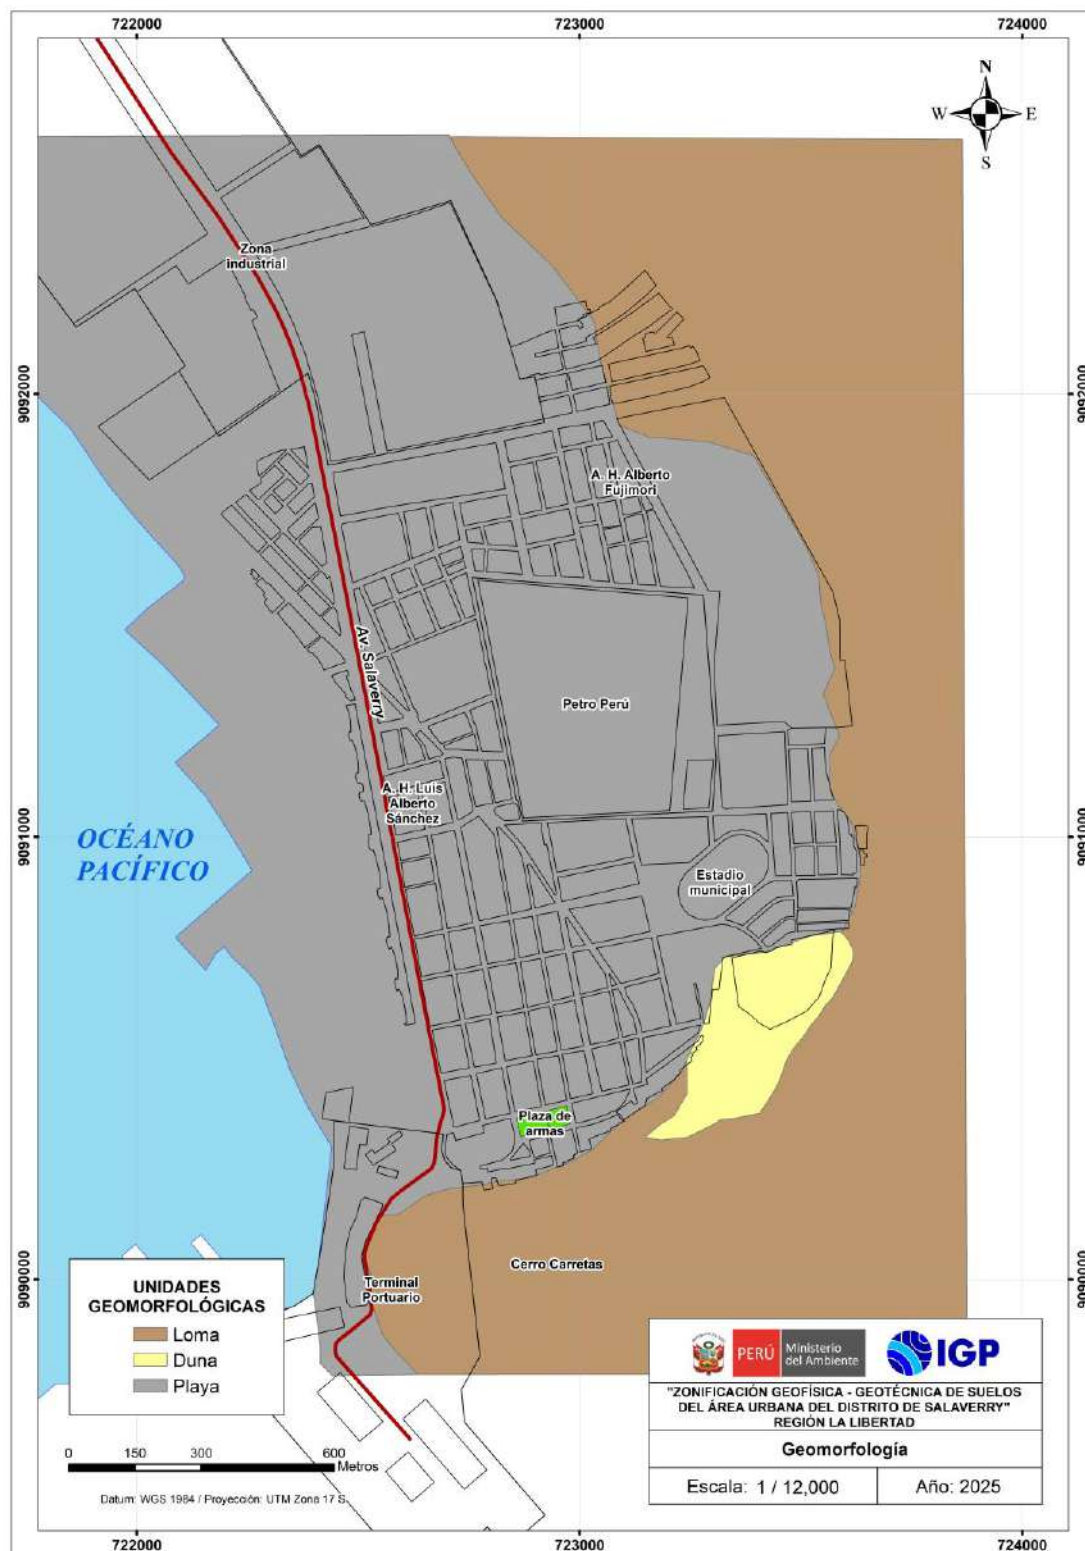 722000
723000
724000
N
W
E
S
Zona
industrial
9092000
9092000
A. H. Alberto
Fujimori
Av. Salaverry
Petro Perú
A. H. Luis
Alberto
Sánchez
9091000
9091000
OCÉANO
PACÍFICO
Estadio
municipal
Plaza de
armas
Cerro Carretas
9090000
9090000
Terminal
Portuario
UNIDADES
GEOMORFOLÓGICAS
Loma
Duna
Playa
0 150 300 600
Metros
Datum: WGS 1984 / Proyección: UTM Zona 17 S
PERÚ
Ministerio
del Ambiente
IGP
"ZONIFICACIÓN GEOFÍSICA - GEOTÉCNICA DE SUELOS
DEL ÁREA URBANA DEL DISTRITO DE SALAVERRY"
REGIÓN LA LIBERTAD
Geomorfología
Escala: 1 / 12,000
Año: 2025
722000
723000
724000